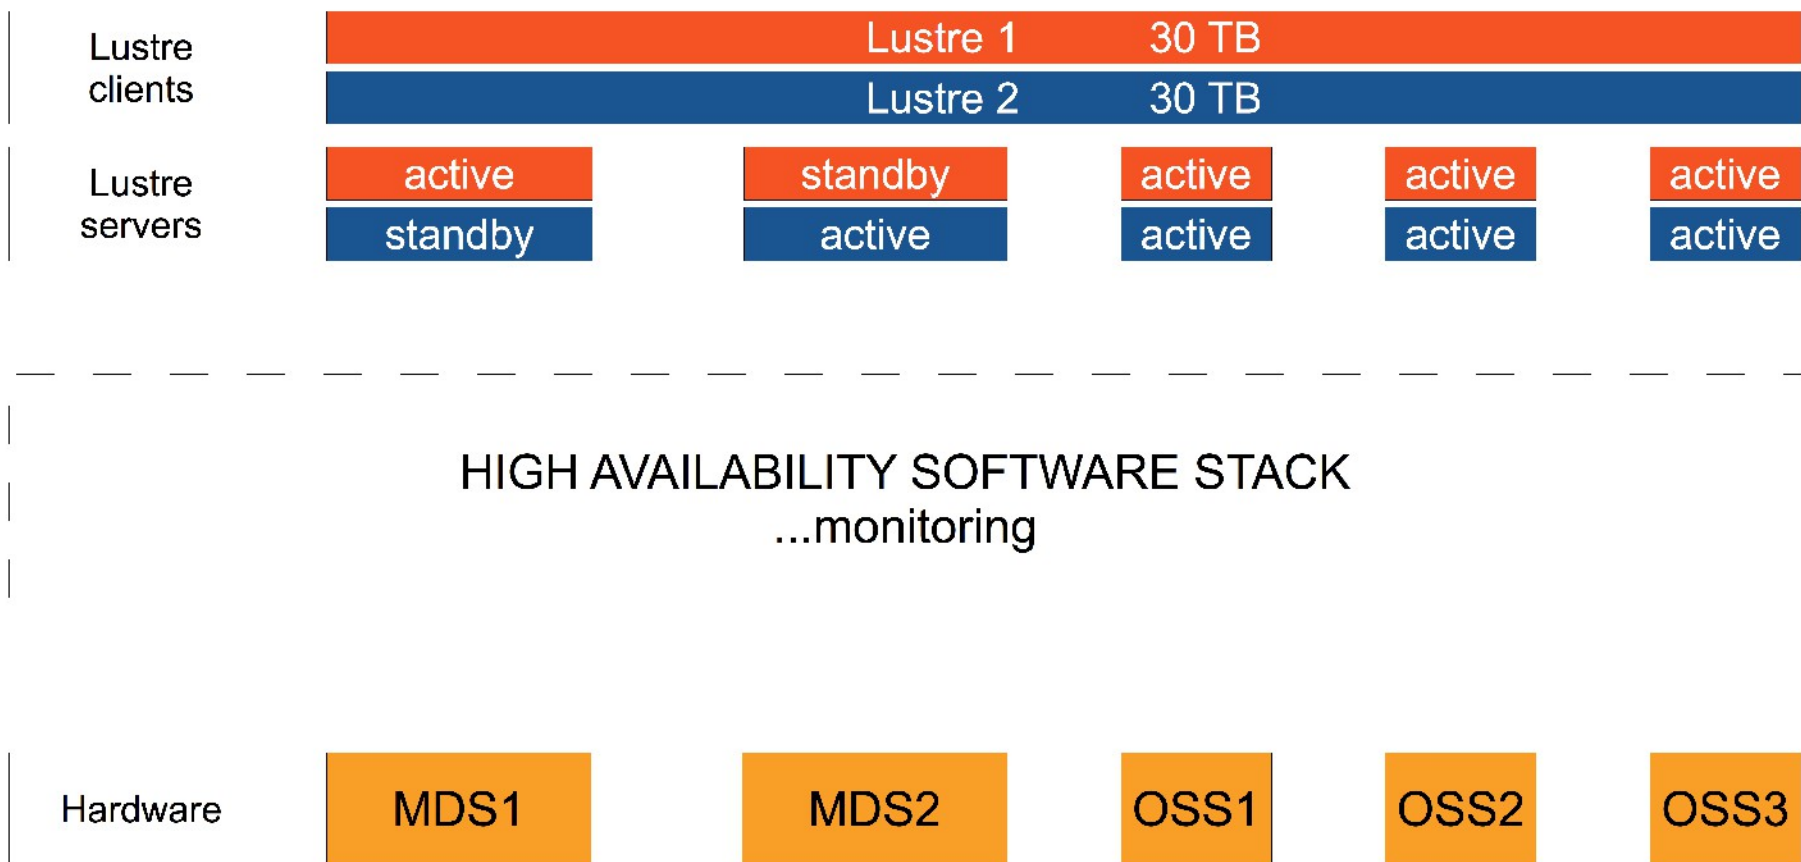 Lustre
clients
Lustre 1 30 TB
Lustre 2 30 TB
Lustre
servers
active standby active active active
standby active active active active
HIGH AVAILABILITY SOFTWARE STACK
...monitoring
Hardware MDS1 MDS2 OSS1 OSS2 OSS3